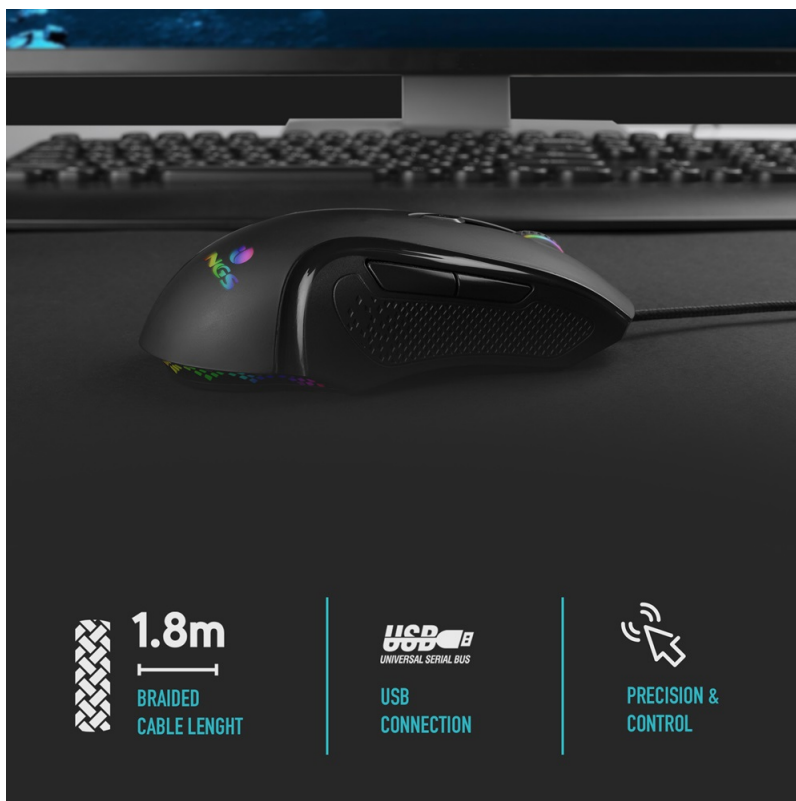 NGS
1.8m
BRAIDED
CABLE LENGHT
USB
UNIVERSAL SERIAL BUS
USB
CONNECTION
PRECISION &
CONTROL